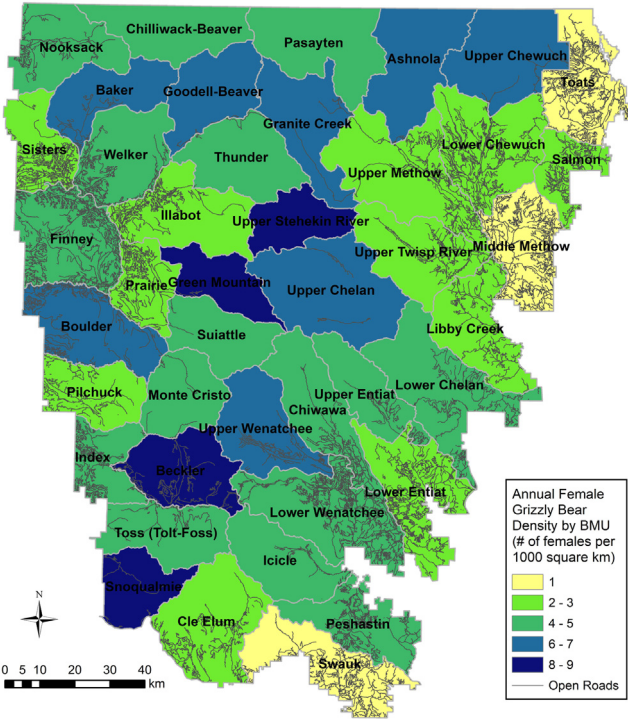 Chilliwack-Beaver
Nooksack
Pasayten
Ashnola
Upper Chewuch
Toats
Baker
Goodell-Beaver
Granite Creek
Sisters
Welker
Thunder
Lower Chewuch
Salmon
Upper Methow
Illabot
Upper Stehekin River
Finney
Middle Methow
Upper Twisp River
Prairie
Green Mountain
Upper Chelan
Boulder
Suiattle
Libby Creek
Pilchuck
Monte Cristo
Upper Entiat
Lower Chelan
Chiwawa
Upper Wenatchee
Index
Beckler
Lower Entiat
Lower Wenatchee
Toss (Tolt-Foss)
Icicle
Snoqualmie
Cle Elum
Peshastin
Swauk
N
0 5 10 20 30 40
km
Annual Female
Grizzly Bear
Density by BMU
(# of females per
1000 square km)
1
2 - 3
4 - 5
6 - 7
8 - 9
Open Roads